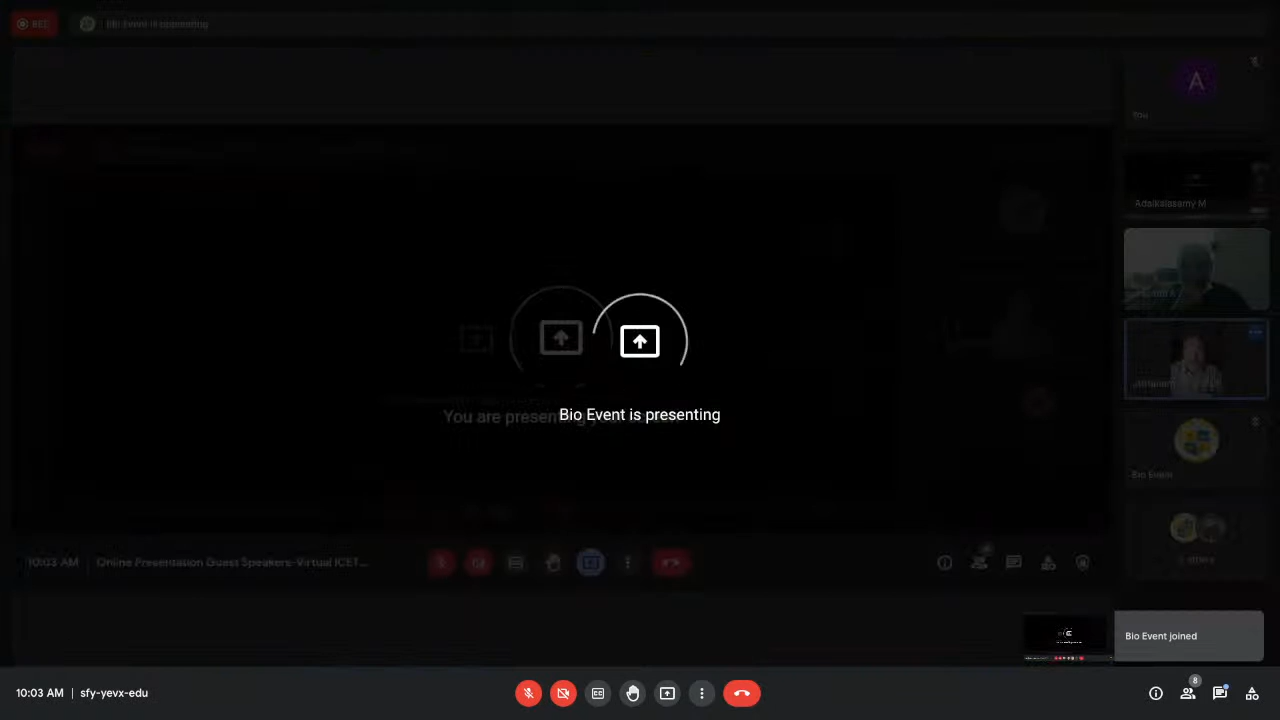 REC
Bio Event is presenting
A
You
Adaikalasamy M
Bio Event is presenting
You are presenting
Bio Event
10:03 AM
Online Presentation Guest Speakers-Virtual ICET...
Bio Event joined
10:03 AM | sfy-yevx-edu
8